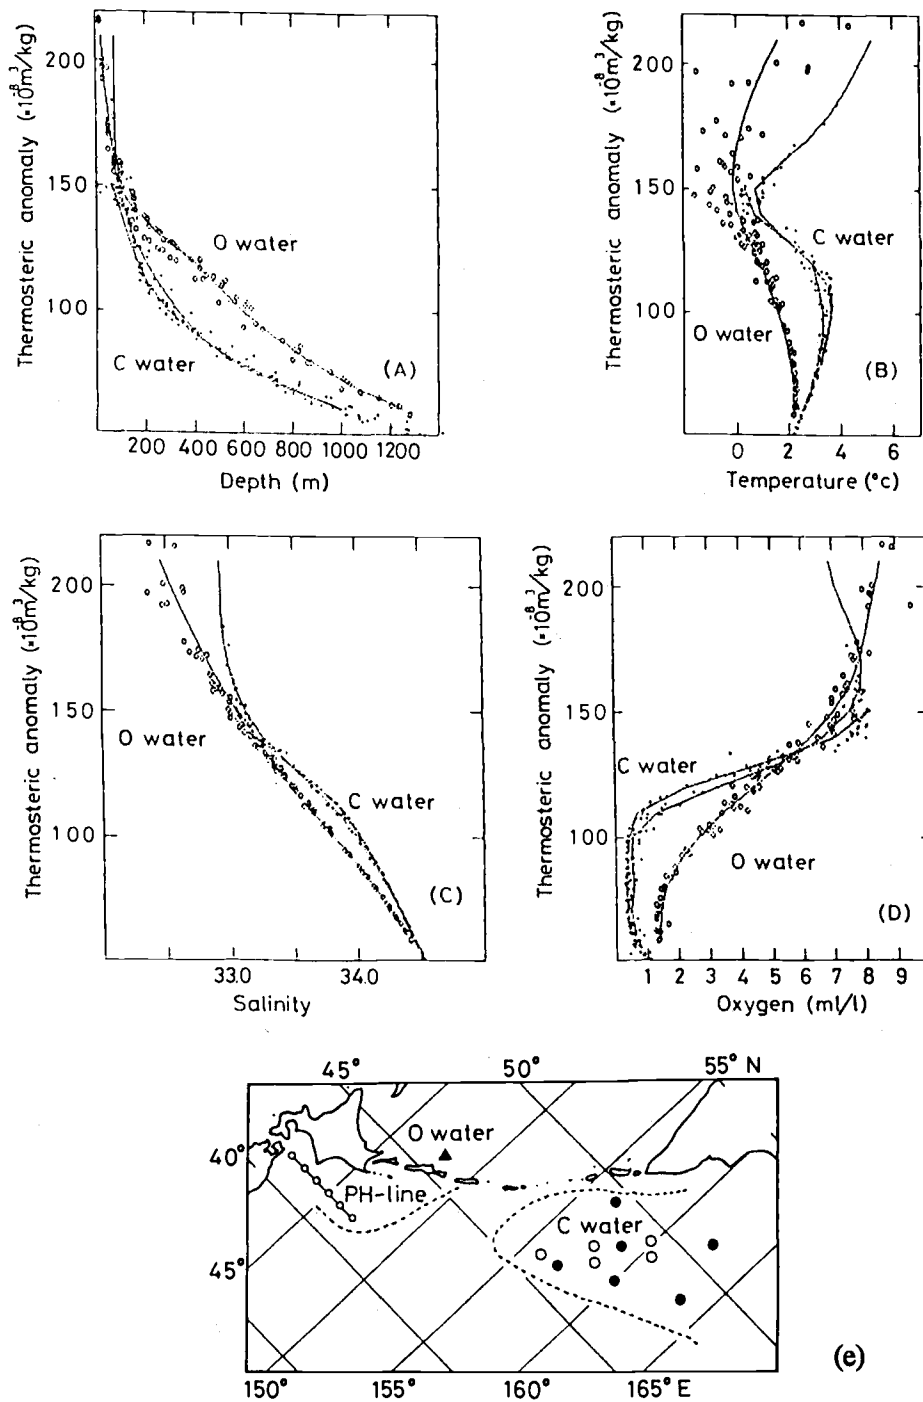 Thermosteric anomaly (*10⁻⁸m³/kg)
200
150
100
O water
C water
(A)
200 400 600 800 1000 1200
Depth (m)
Thermosteric anomaly (*10⁻⁸m³/kg)
200
150
100
C water
O water
(B)
0 2 4 6
Temperature (°c)
Thermosteric anomaly (*10⁻⁸m³/kg)
200
150
100
O water
C water
(C)
33.0 34.0
Salinity
Thermosteric anomaly (*10⁻⁸m³/kg)
200
150
100
C water
O water
(D)
1 2 3 4 5 6 7 8 9
Oxygen (ml/l)
45° 50° 55° N
40°
O water
PH-line
C water
45°
150° 155° 160° 165° E
(e)